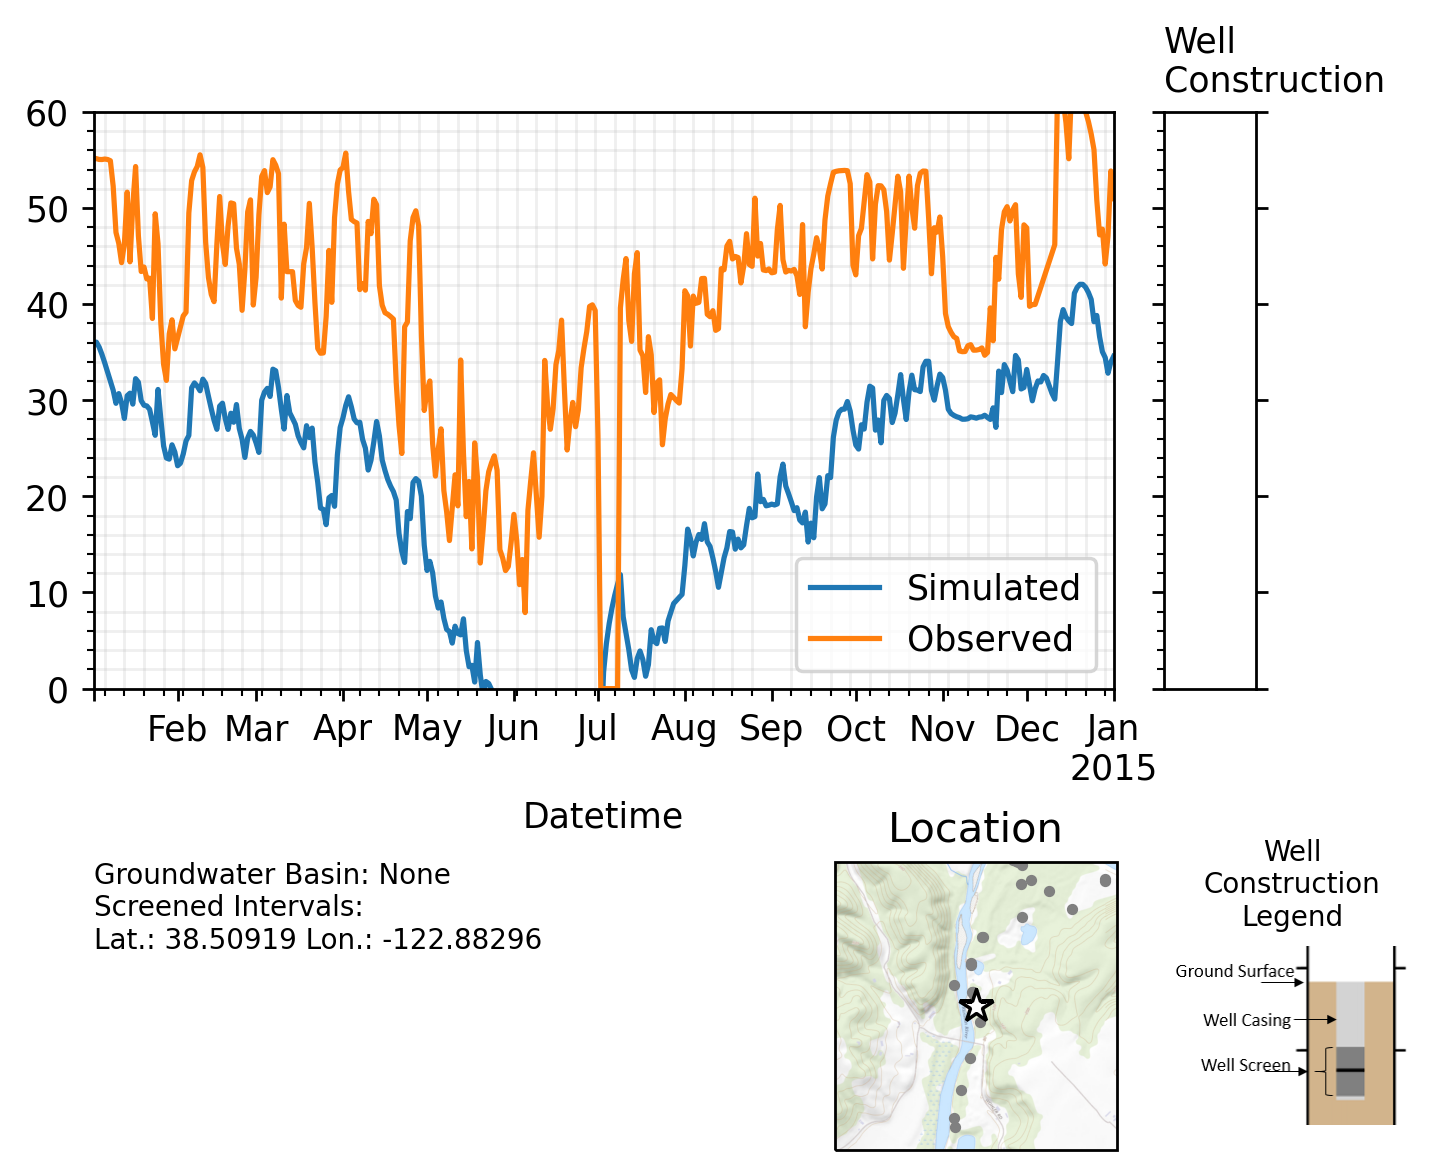 Well
Construction
60
50
40
30
20
10
0
Simulated
Observed
Feb Mar Apr May Jun Jul Aug Sep Oct Nov Dec Jan
2015
Datetime
Groundwater Basin: None
Screened Intervals:
Lat.: 38.50919 Lon.: -122.88296
Location
Well
Construction
Legend
Ground Surface
Well Casing
Well Screen